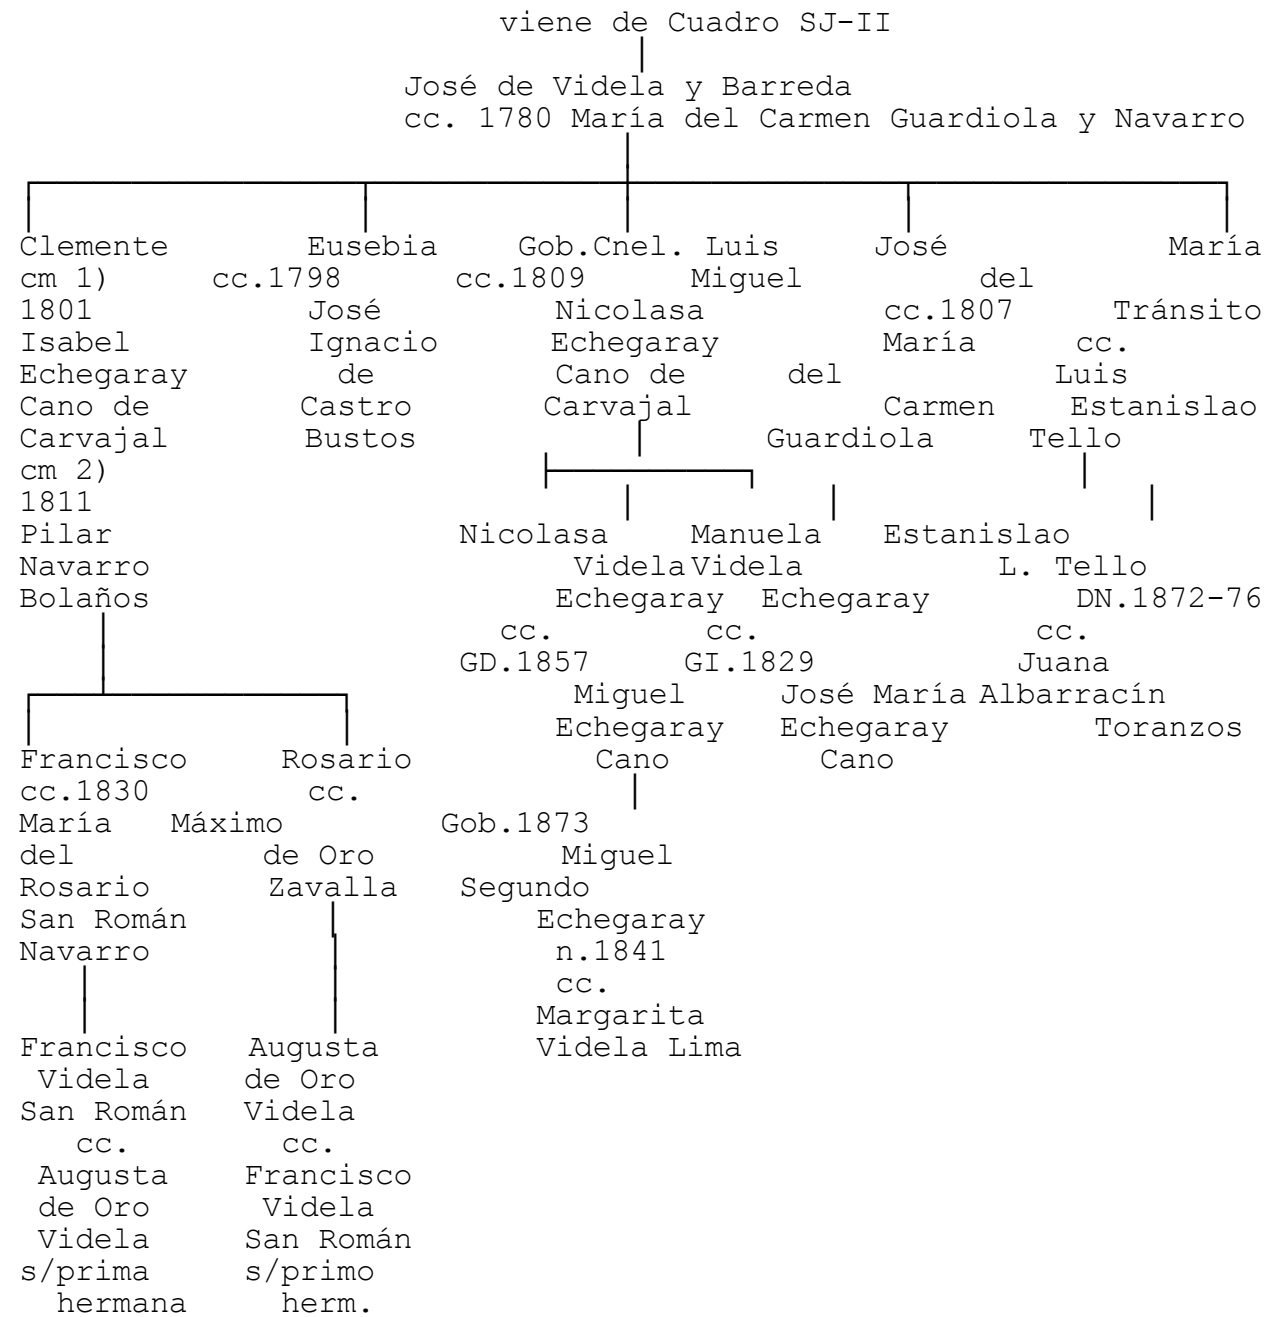 viene de Cuadro SJ-II
José de Videla y Barreda
cc. 1780 María del Carmen Guardiola y Navarro
Clemente Eusebia Gob.Cnel. Luis José María
cm 1) cc.1798 cc.1809 Miguel del
1801 José Nicolasa cc.1807 Tránsito
Isabel Ignacio Echegaray María cc.
Echegaray de Cano de del Luis
Cano de Castro Carvajal Carmen Estanislao
Carvajal Bustos Guardiola Tello
cm 2)
1811
Pilar Nicolasa Manuela Estanislao
Navarro Videla Videla L. Tello
Bolaños Echegaray Echegaray DN.1872-76
cc. cc. cc.
GD.1857 GI.1829 Juana
Miguel José María Albarracín
Echegaray Echegaray Toranzos
Francisco Rosario Cano Cano
cc.1830 cc.
María Máximo Gob.1873
del de Oro Miguel
Rosario Zavalla Segundo
San Román Echegaray
Navarro n.1841
cc.
Margarita
Francisco Augusta Videla Lima
Videla de Oro
San Román Videla
cc. cc.
Augusta Francisco
de Oro Videla
Videla San Román
s/prima s/primo
hermana herm.